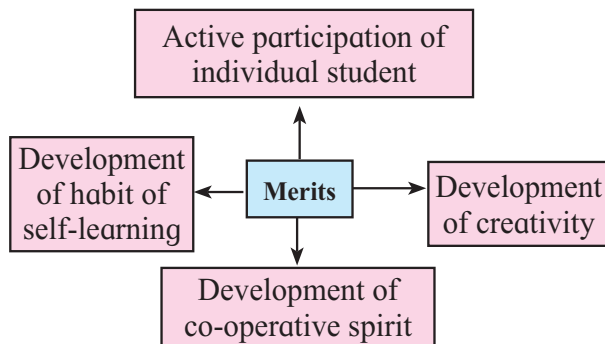 Active participation of
individual student
Development
of habit of
self-learning
Merits
Development
of creativity
Development of
co-operative spirit